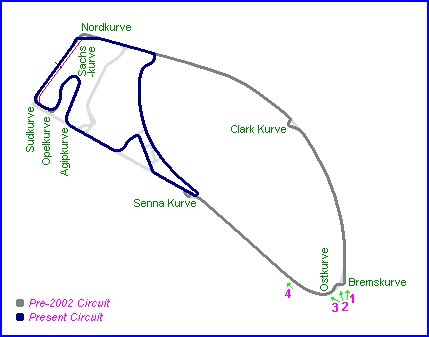 Nordkurve
Sachs
-kurve
Sudkurve
Opelkurve
Agipkurve
Clark Kurve
Senna Kurve
Ostkurve
Bremskurve
4
3
2
1
Pre-2002 Circuit
Present Circuit